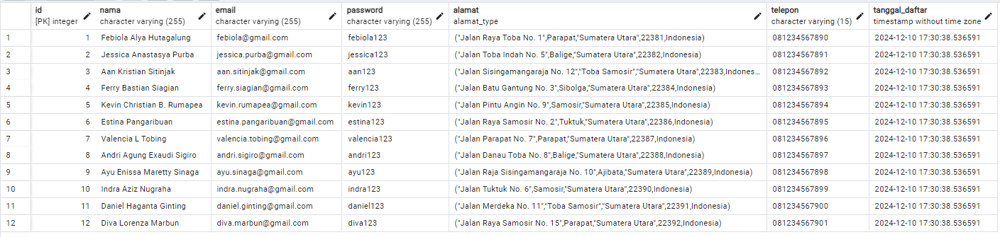 id nama email password alamat telepon tanggal_daftar
[PK] integer character varying (255) character varying (255) character varying (255) alamat_type character varying (15) timestamp without time zone
1 1 Febiola Alya Hutagalung febiola@gmail.com febiola123 ("Jalan Raya Toba No. 1",Parapat,"Sumatera Utara",22381,Indonesia) 081234567890 2024-12-10 17:30:38.536591
2 2 Jessica Anastasya Purba jessica.purba@gmail.com jessica123 ("Jalan Toba Indah No. 5",Balige,"Sumatera Utara",22382,Indonesia) 081234567891 2024-12-10 17:30:38.536591
3 3 Aan Kristian Sitinjak aan.sitinjak@gmail.com aan123 ("Jalan Sisingamangaraja No. 12","Toba Samosir","Sumatera Utara",22383,Indones... 081234567892 2024-12-10 17:30:38.536591
4 4 Ferry Bastian Siagian ferry.siagian@gmail.com ferry123 ("Jalan Batu Gantung No. 3",Sibolga,"Sumatera Utara",22384,Indonesia) 081234567893 2024-12-10 17:30:38.536591
5 5 Kevin Christian B. Rumapea kevin.rumapea@gmail.com kevin123 ("Jalan Pintu Angin No. 9",Samosir,"Sumatera Utara",22385,Indonesia) 081234567894 2024-12-10 17:30:38.536591
6 6 Estina Pangaribuan estina.pangaribuan@gmail.com estina123 ("Jalan Raya Samosir No. 2",Tuktuk,"Sumatera Utara",22386,Indonesia) 081234567895 2024-12-10 17:30:38.536591
7 7 Valencia L Tobing valencia.tobing@gmail.com valencia123 ("Jalan Parapat No. 7",Parapat,"Sumatera Utara",22387,Indonesia) 081234567896 2024-12-10 17:30:38.536591
8 8 Andri Agung Exaudi Sigiro andri.sigiro@gmail.com andri123 ("Jalan Danau Toba No. 8",Balige,"Sumatera Utara",22388,Indonesia) 081234567897 2024-12-10 17:30:38.536591
9 9 Ayu Enissa Maretty Sinaga ayu.sinaga@gmail.com ayu123 ("Jalan Raja Sisingamangaraja No. 10",Ajibata,"Sumatera Utara",22389,Indonesia) 081234567898 2024-12-10 17:30:38.536591
10 10 Indra Aziz Nugraha indra.nugraha@gmail.com indra123 ("Jalan Tuktuk No. 6",Samosir,"Sumatera Utara",22390,Indonesia) 081234567899 2024-12-10 17:30:38.536591
11 11 Daniel Haganta Ginting daniel.ginting@gmail.com daniel123 ("Jalan Merdeka No. 11","Toba Samosir","Sumatera Utara",22391,Indonesia) 081234567900 2024-12-10 17:30:38.536591
12 12 Diva Lorenza Marbun diva.marbun@gmail.com diva123 ("Jalan Raya Samosir No. 15",Parapat,"Sumatera Utara",22392,Indonesia) 081234567901 2024-12-10 17:30:38.536591